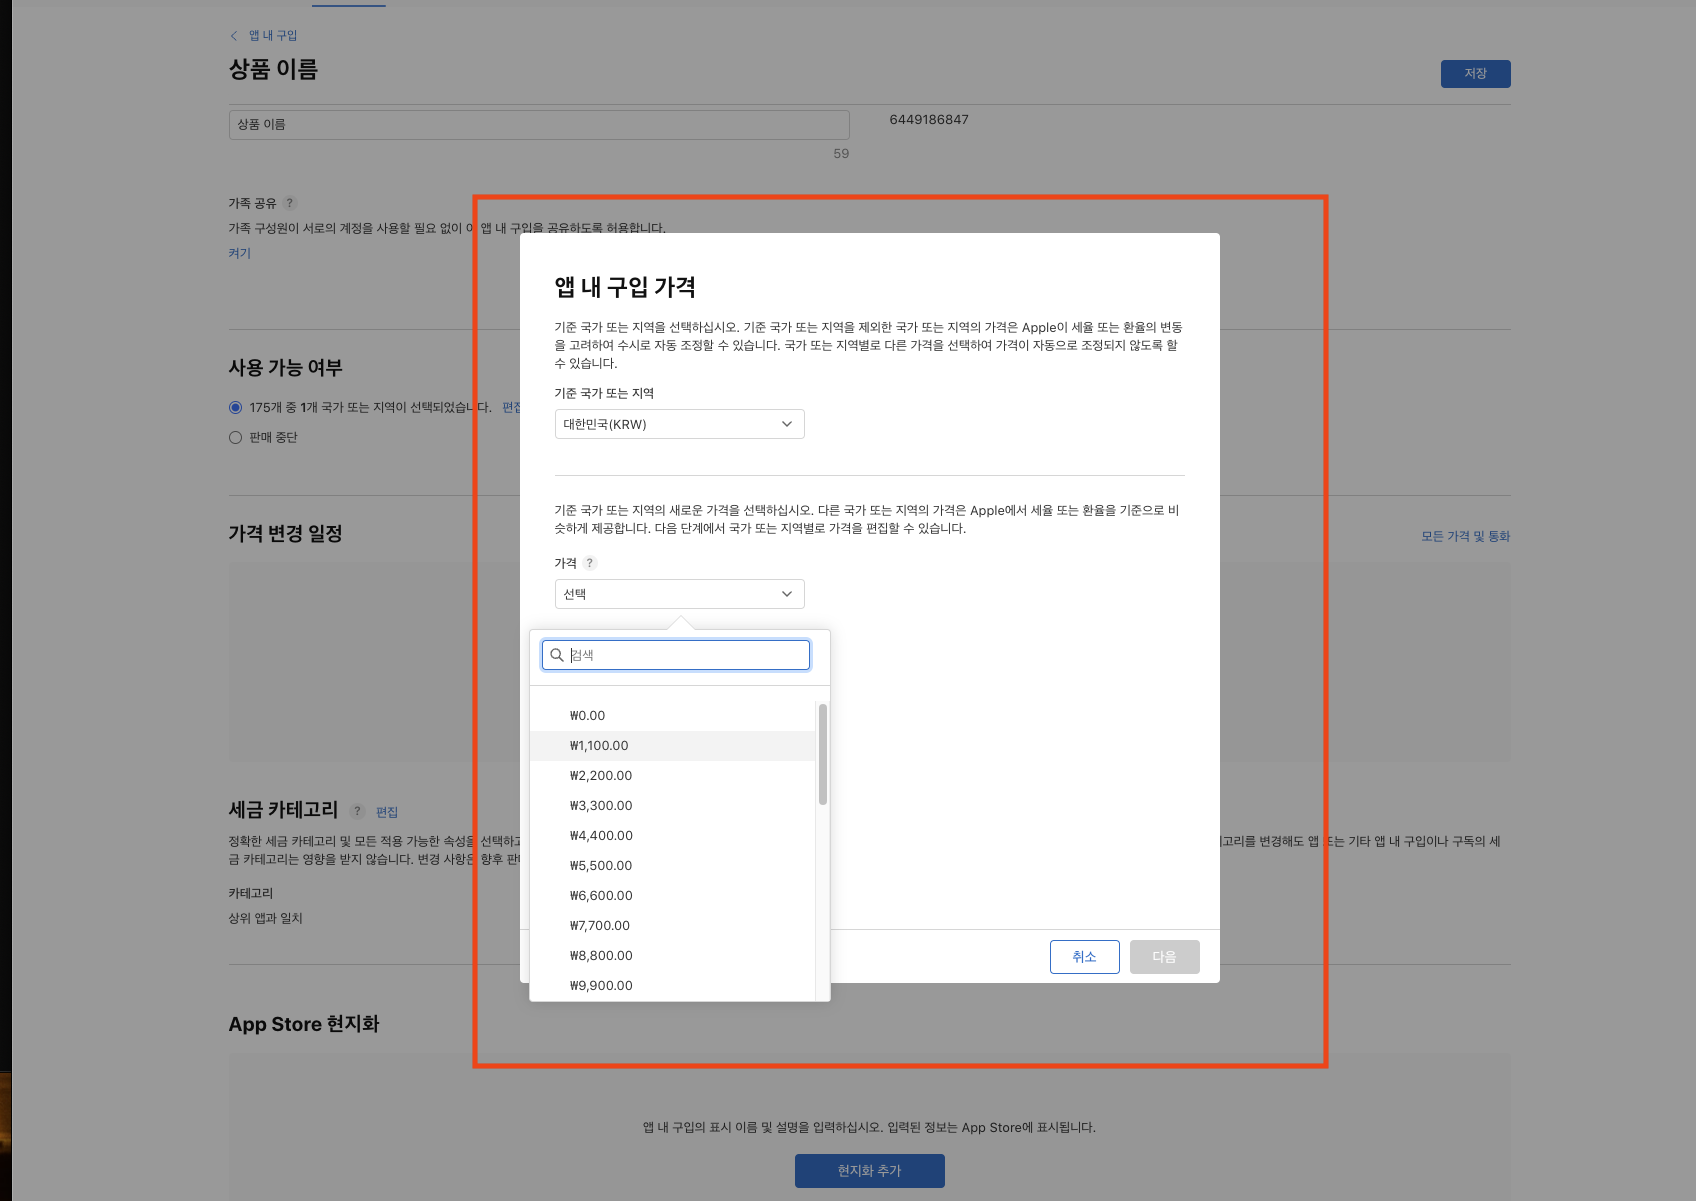 앱 내 구입
상품 이름
저장
상품 이름
6449186847
59
가족 공유 ?
가족 구성원이 서로의 계정을 사용할 필요 없이 이 앱 내 구입을 공유하도록 허용합니다.
켜기
사용 가능 여부
175개 중 1개 국가 또는 지역이 선택되었습니다. 편집
판매 중단
가격 변경 일정
모든 가격 및 통화
세금 카테고리 ? 편집
정확한 세금 카테고리 및 모든 적용 가능한 속성을 선택하고
고리를 변경해도 앱 또는 기타 앱 내 구입이나 구독의 세
금 카테고리는 영향을 받지 않습니다. 변경 사항은 향후 판
카테고리
상위 앱과 일치
App Store 현지화
앱 내 구입의 표시 이름 및 설명을 입력하십시오. 입력된 정보는 App Store에 표시됩니다.
현지화 추가
앱 내 구입 가격
기준 국가 또는 지역을 선택하십시오. 기준 국가 또는 지역을 제외한 국가 또는 지역의 가격은 Apple이 세율 또는 환율의 변동
을 고려하여 수시로 자동 조정할 수 있습니다. 국가 또는 지역별로 다른 가격을 선택하여 가격이 자동으로 조정되지 않도록 할
수 있습니다.
기준 국가 또는 지역
대한민국(KRW)
기준 국가 또는 지역의 새로운 가격을 선택하십시오. 다른 국가 또는 지역의 가격은 Apple에서 세율 또는 환율을 기준으로 비
슷하게 제공합니다. 다음 단계에서 국가 또는 지역별로 가격을 편집할 수 있습니다.
가격 ?
선택
검색
₩0.00
₩1,100.00
₩2,200.00
₩3,300.00
₩4,400.00
₩5,500.00
₩6,600.00
₩7,700.00
₩8,800.00
₩9,900.00
취소
다음